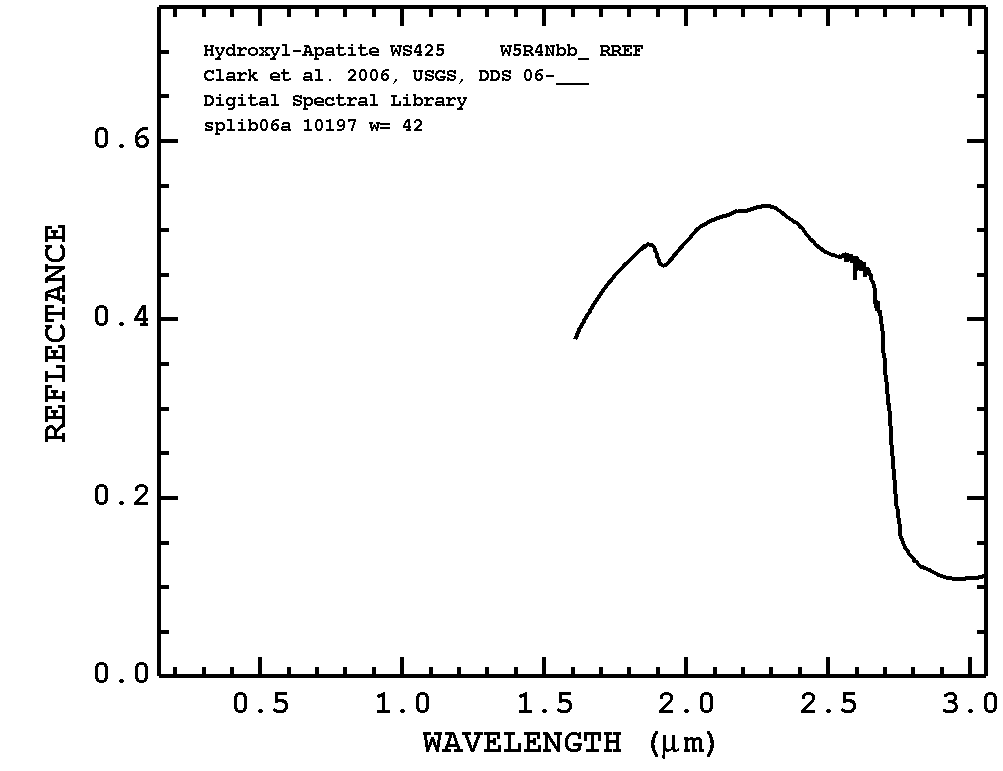 Hydroxyl-Apatite WS425 W5R4Nbb_ RREF
Clark et al. 2006, USGS, DDS 06-___
Digital Spectral Library
splib06a 10197 w= 42
0.6
0.4
0.2
0.0
REFLECTANCE
0.5 1.0 1.5 2.0 2.5 3.0
WAVELENGTH (μm)